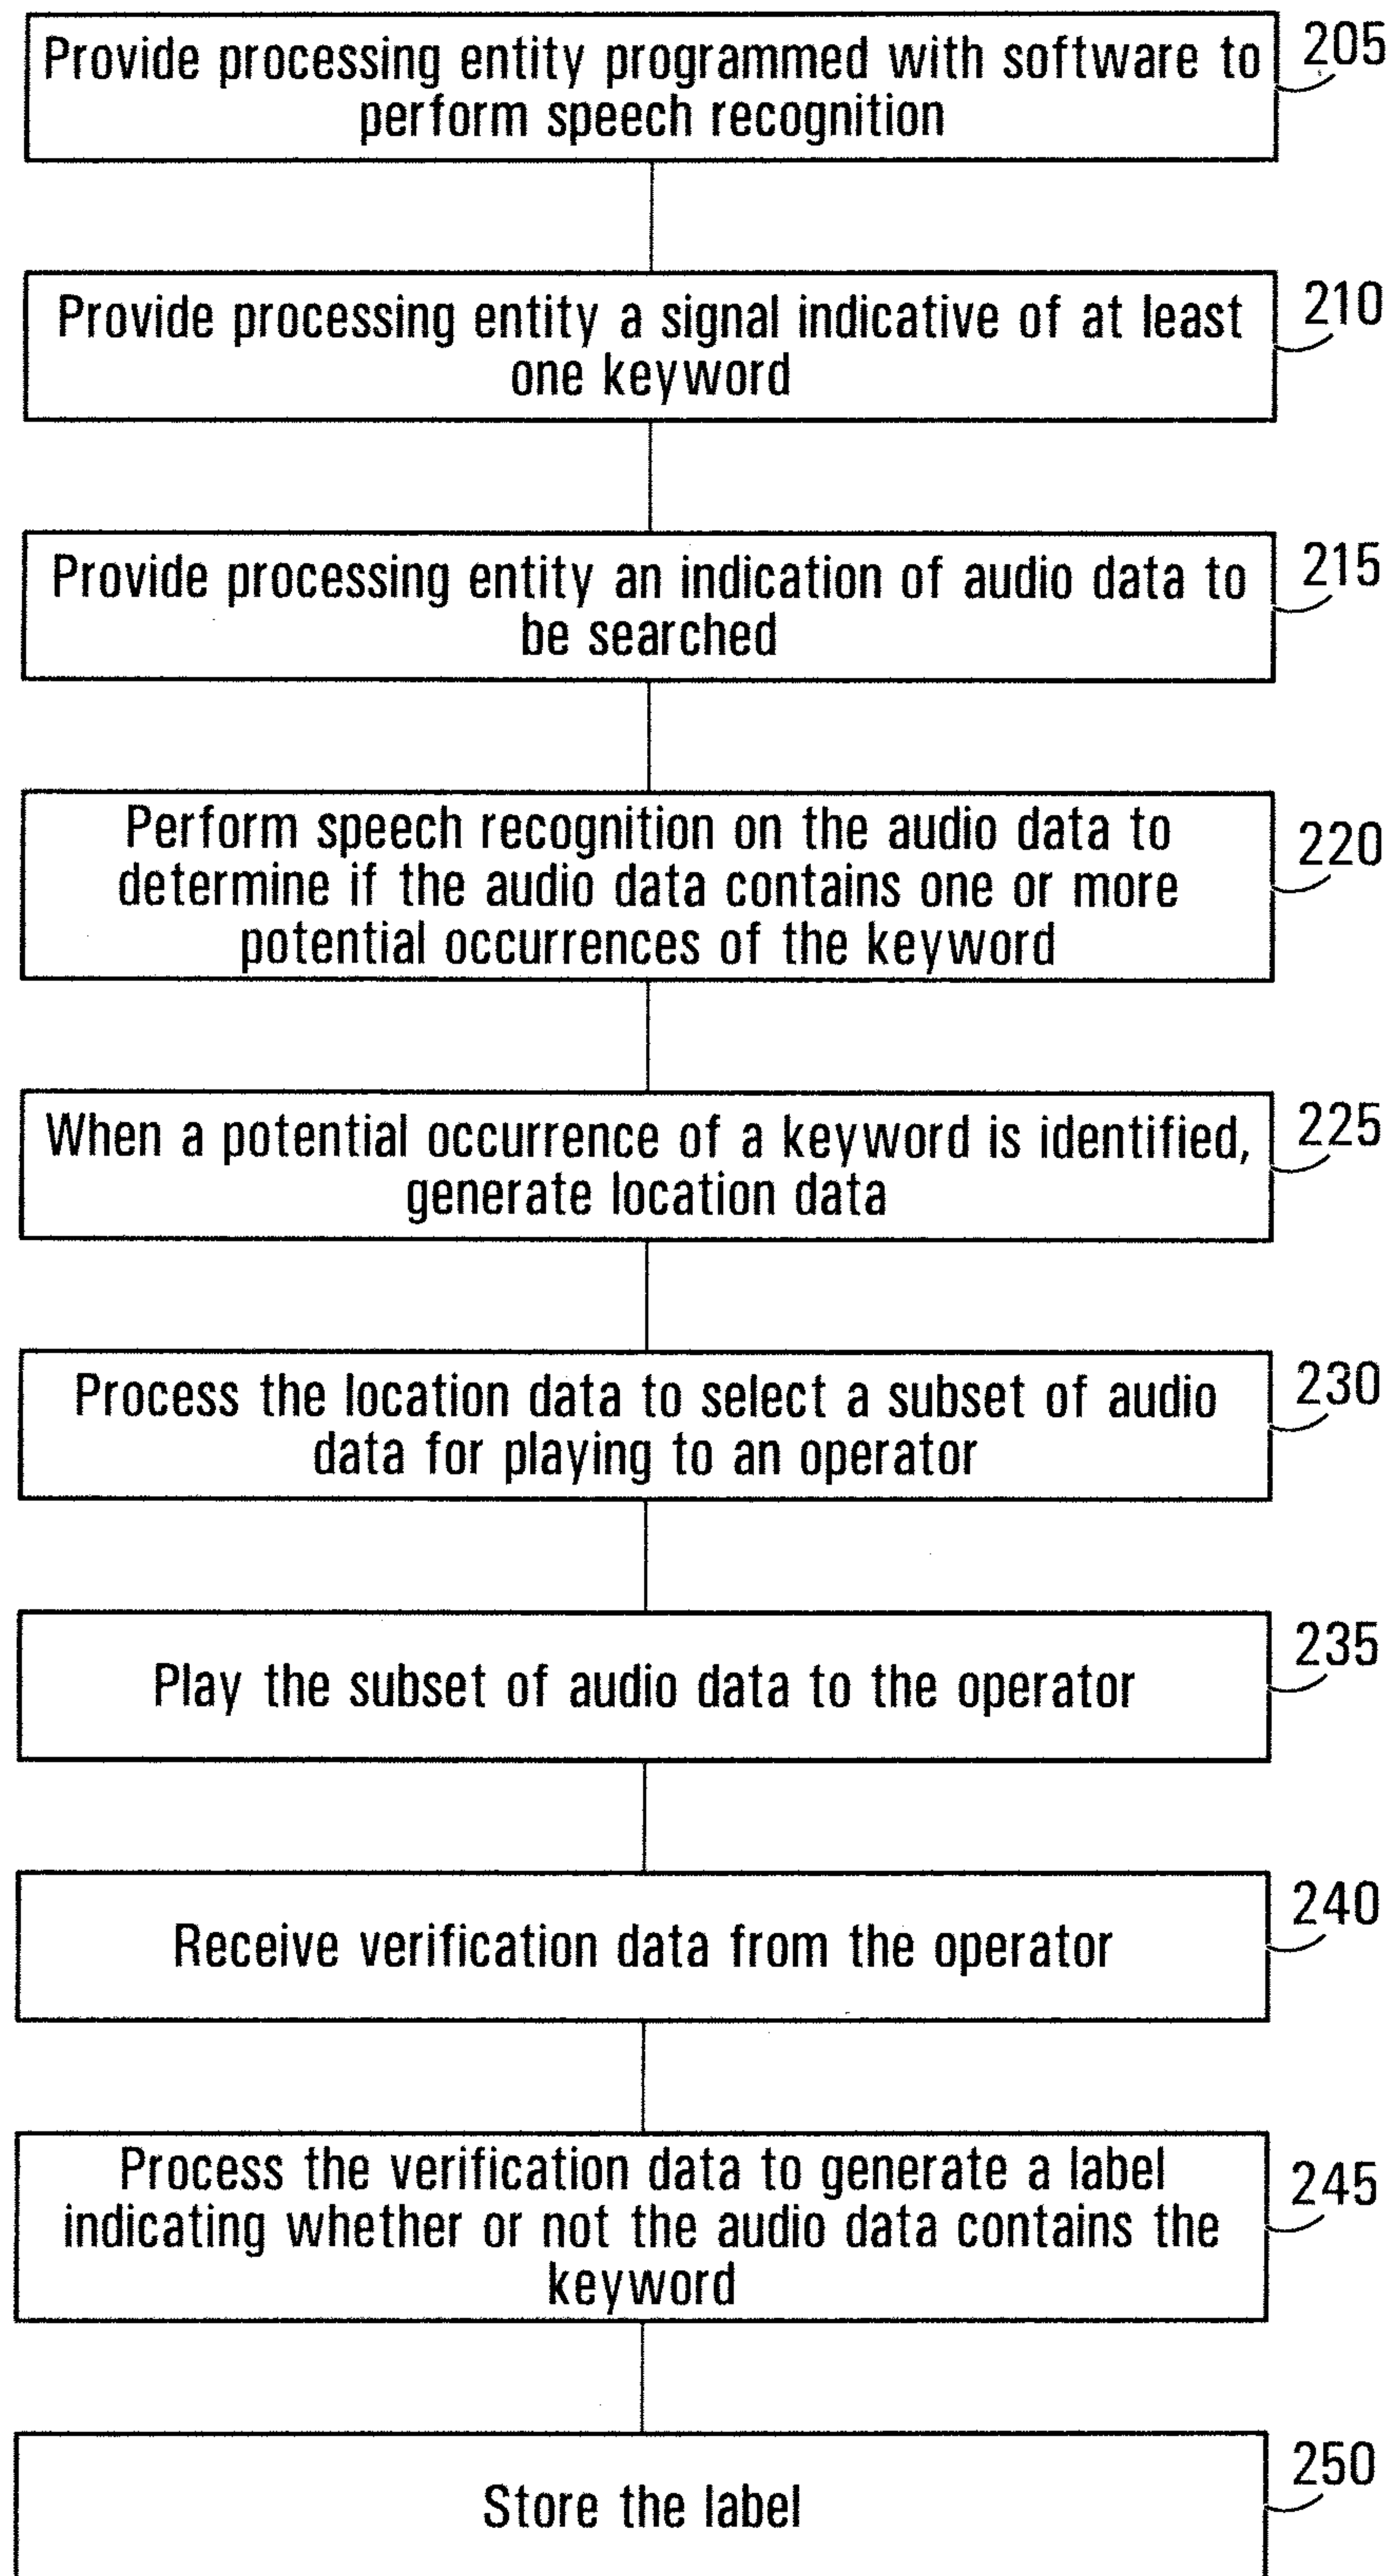 Provide processing entity programmed with software to
perform speech recognition
205
Provide processing entity a signal indicative of at least
one keyword
210
Provide processing entity an indication of audio data to
be searched
215
Perform speech recognition on the audio data to
determine if the audio data contains one or more
potential occurrences of the keyword
220
When a potential occurrence of a keyword is identified,
generate location data
225
Process the location data to select a subset of audio
data for playing to an operator
230
Play the subset of audio data to the operator
235
Receive verification data from the operator
240
Process the verification data to generate a label
indicating whether or not the audio data contains the
keyword
245
Store the label
250